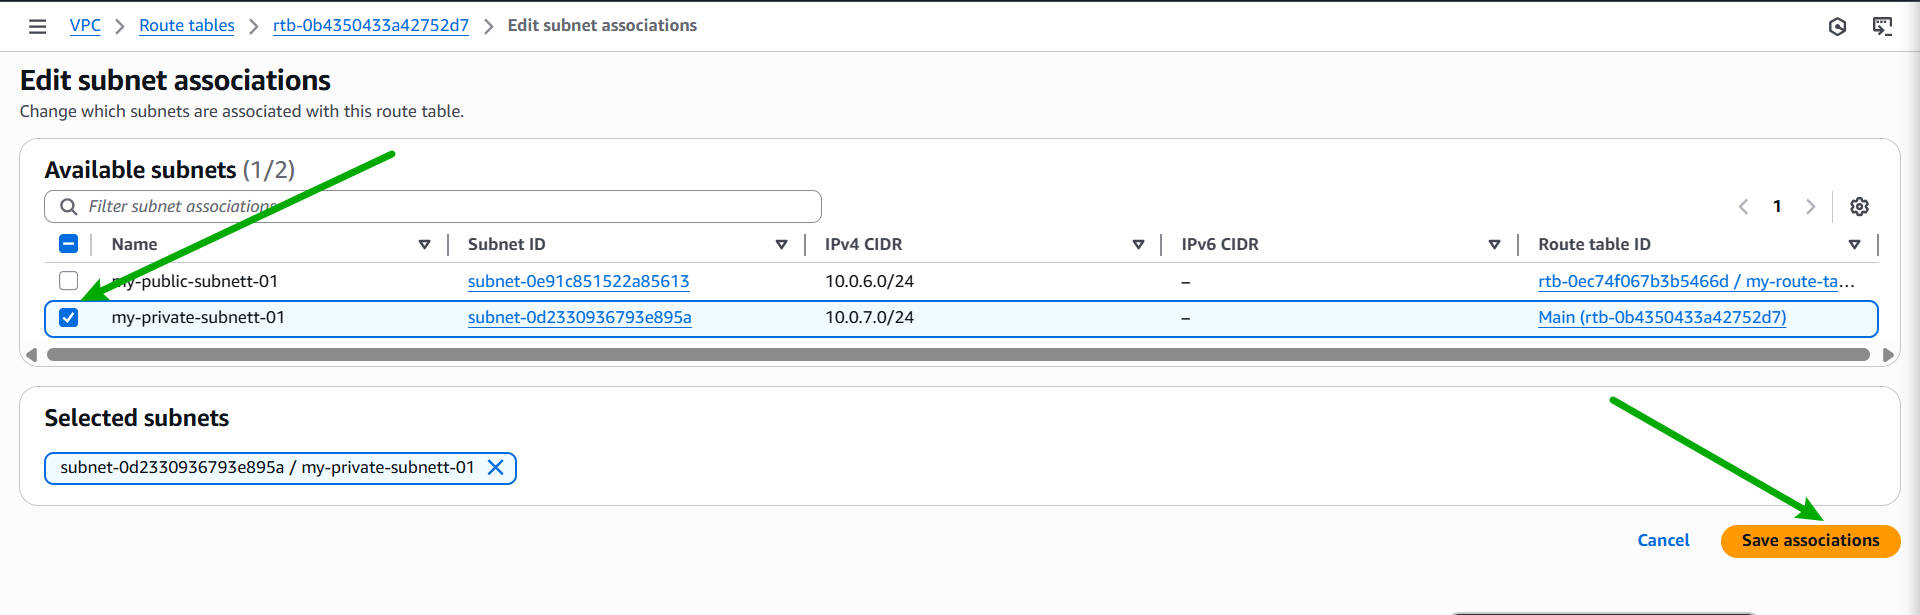 VPC > Route tables > rtb-0b4350433a42752d7 > Edit subnet associations
Edit subnet associations
Change which subnets are associated with this route table.
Available subnets (1/2)
Filter subnet associations
1
Name Subnet ID IPv4 CIDR IPv6 CIDR Route table ID
my-public-subnett-01 subnet-0e91c851522a85613 10.0.6.0/24 – rtb-0ec74f067b3b5466d / my-route-ta...
my-private-subnett-01 subnet-0d2330936793e895a 10.0.7.0/24 – Main (rtb-0b4350433a42752d7)
Selected subnets
subnet-0d2330936793e895a / my-private-subnett-01
Cancel Save associations